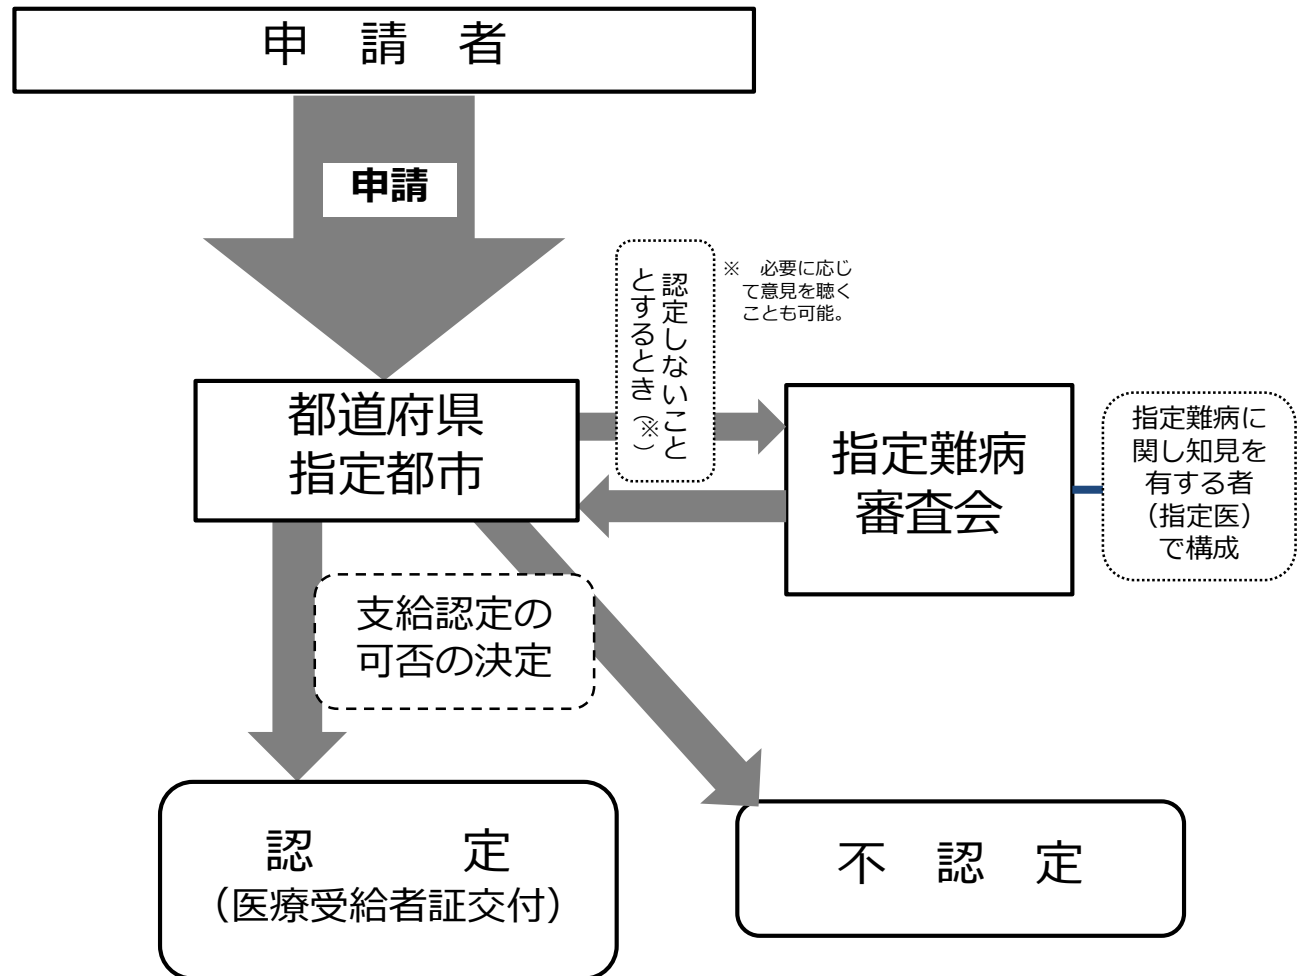 申　請　者
申請
認定しないこと
とするとき（※）
※　必要に応じ
て意見を聴く
ことも可能。
都道府県
指定都市
指定難病
審査会
指定難病に
関し知見を
有する者
（指定医）
で構成
支給認定の
可否の決定
認　　　定
（医療受給者証交付）
不　認　定